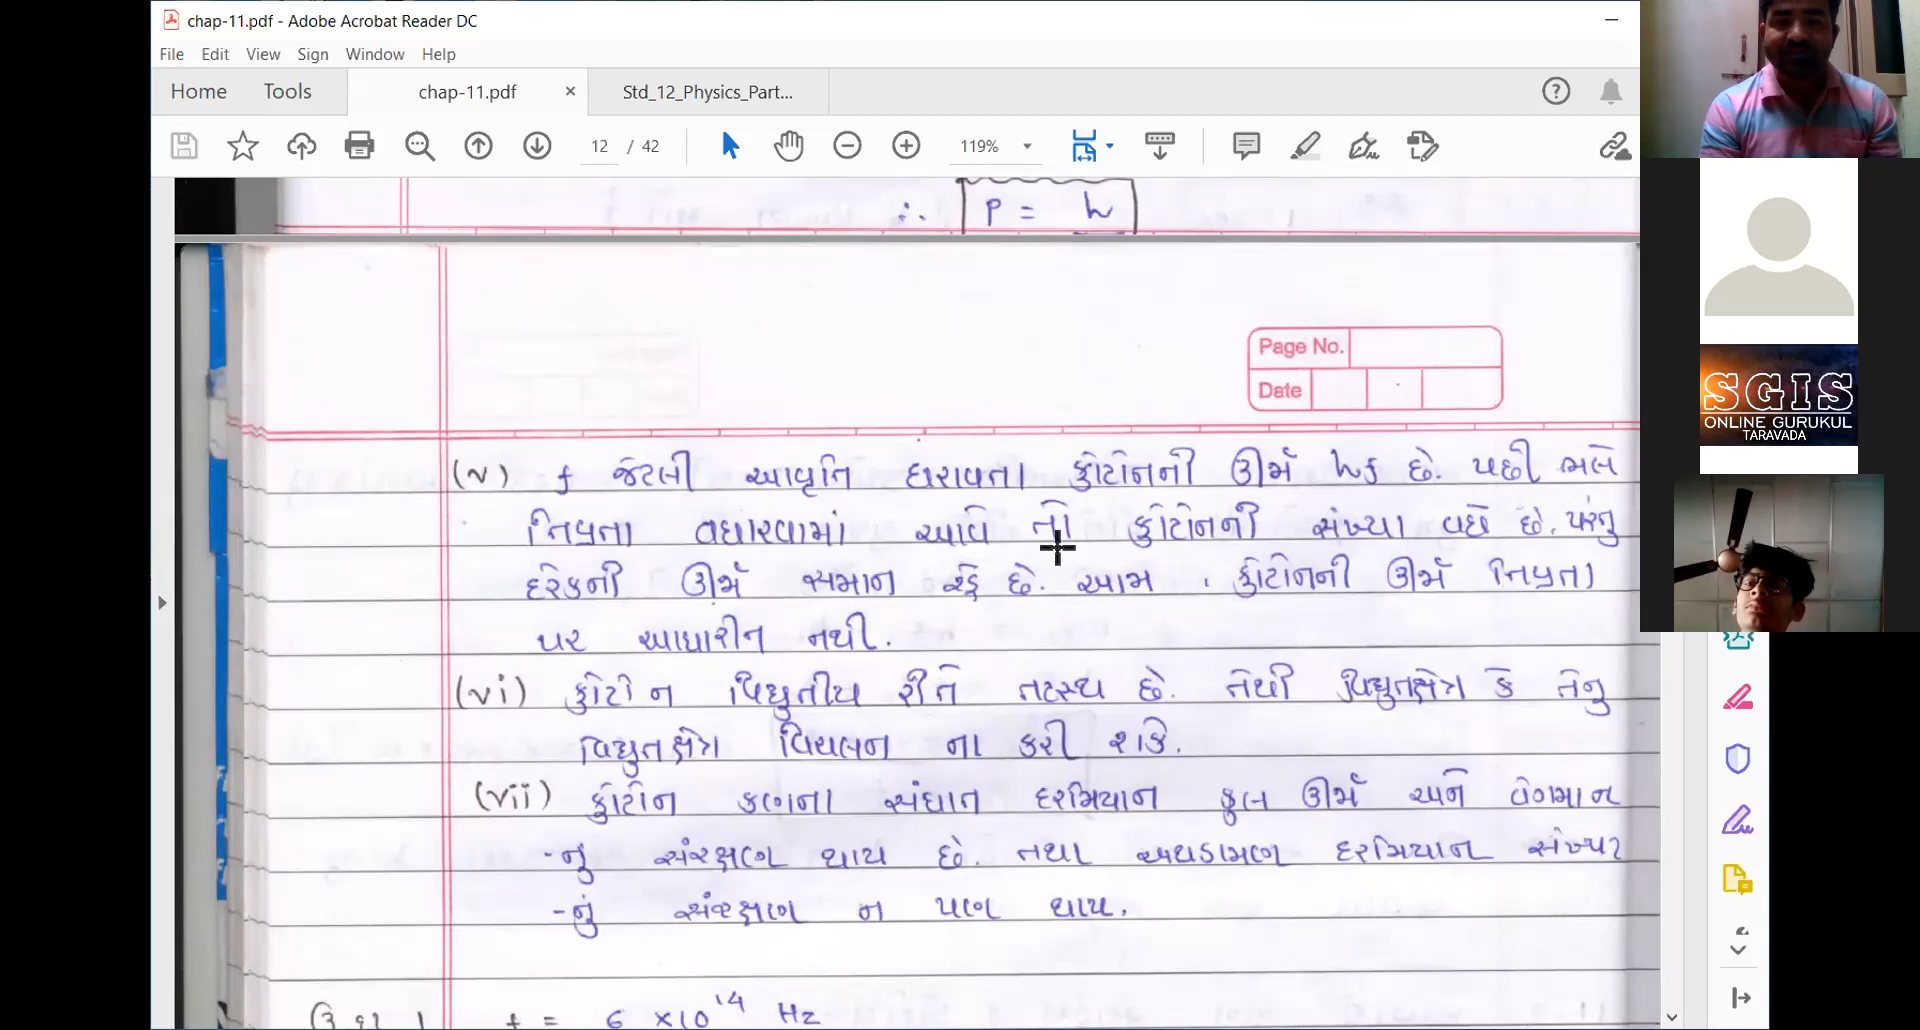 chap-11.pdf - Adobe Acrobat Reader DC
File Edit View Sign Window Help
Home Tools chap-11.pdf × Std_12_Physics_Part...
12 / 42 119%
∴ P = h
Page No.
Date
(v) f જેટલી આવૃતિ ધરાવતા ફોટોનની ઊર્જા hf છે. પછી ભલે
તિવ્રતા વધારવામાં આવે તો ફોટોનની સંખ્યા વધે છે. પરંતુ
દરેકની ઊર્જા સમાન રહે છે. આમ, ફોટોનની ઊર્જા તિવ્રતા
પર આધારીત નથી.
(vi) ફોટોન વિદ્યુતીય રીતે તટસ્થ છે. તેથી વિદ્યુતક્ષેત્ર કે તેનુ
વિદ્યુતક્ષેત્ર વિચલન ના કરી શકે.
(vii) ફોટોન કણના સંઘાત દરમિયાન કુલ ઊર્જા અને વેગમાન
-નું સંરક્ષણ થાય છે. તથા અથડામણ દરમિયાન સંખ્યા
-નું સંરક્ષણ ન પણ થાય.
1 f = 6 ×10¹⁴ Hz
SGIS
ONLINE GURUKUL
TARAVADA